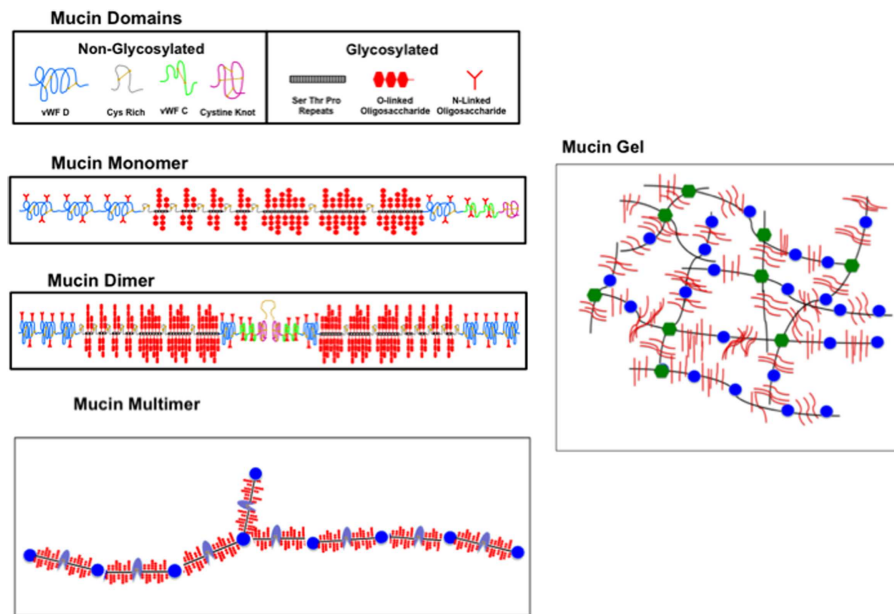 Mucin Domains
Non-Glycosylated
Glycosylated
vWF D
Cys Rich
vWF C
Cystine Knot
Ser Thr Pro
Repeats
O-linked
Oligosaccharide
N-Linked
Oligosaccharide
Mucin Monomer
Mucin Dimer
Mucin Multimer
Mucin Gel